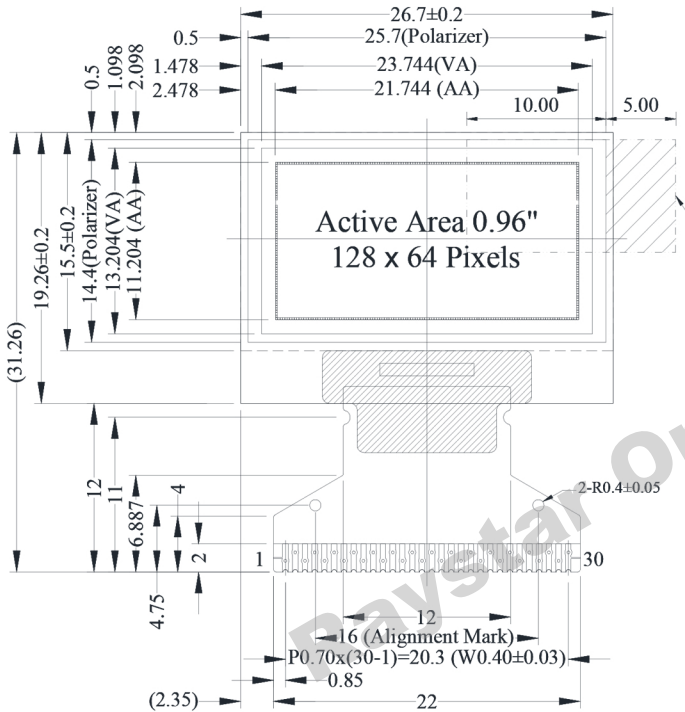 26.7±0.2
0.5
25.7(Polarizer)
1.478
23.744(VA)
2.478
21.744 (AA)
0.5
1.098
2.098
10.00
5.00
(31.26)
19.26±0.2
15.5±0.2
14.4(Polarizer)
13.204(VA)
11.204 (AA)
Active Area 0.96"
128 x 64 Pixels
12
11
6.887
4
2-R0.4±0.05
4.75
2
1
30
12
16 (Alignment Mark)
P0.70x(30-1)=20.3 (W0.40±0.03)
0.85
(2.35)
22
Raystar